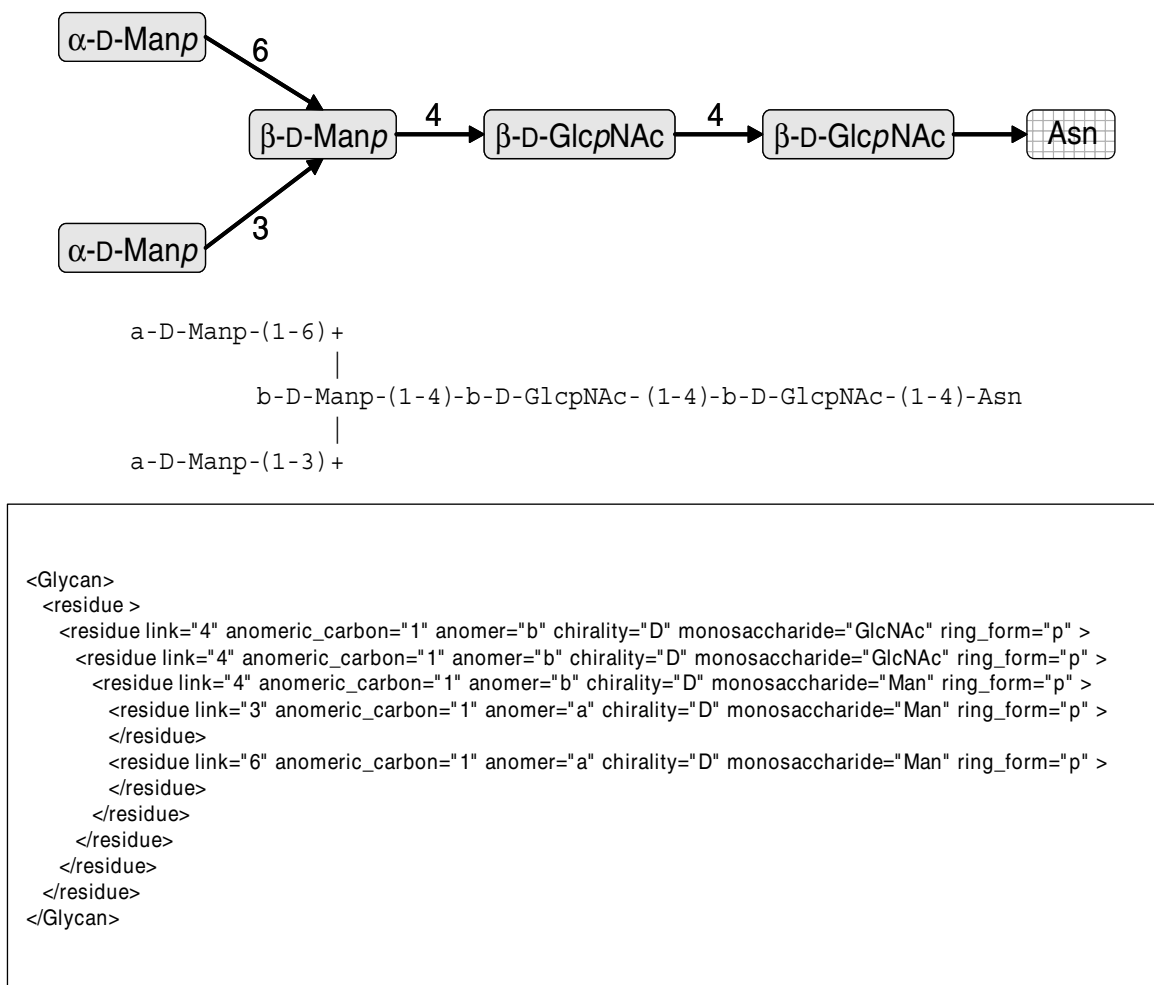 α-D-Manp
6
β-D-Manp 4 β-D-GlcpNAc 4 β-D-GlcpNAc Asn
3
α-D-Manp
a-D-Manp-(1-6)+
|
b-D-Manp-(1-4)-b-D-GlcpNAc-(1-4)-b-D-GlcpNAc-(1-4)-Asn
|
a-D-Manp-(1-3)+
<Glycan>
<residue >
<residue link="4" anomeric_carbon="1" anomer="b" chirality="D" monosaccharide="GlcNAc" ring_form="p" >
<residue link="4" anomeric_carbon="1" anomer="b" chirality="D" monosaccharide="GlcNAc" ring_form="p" >
<residue link="4" anomeric_carbon="1" anomer="b" chirality="D" monosaccharide="Man" ring_form="p" >
<residue link="3" anomeric_carbon="1" anomer="a" chirality="D" monosaccharide="Man" ring_form="p" >
</residue>
<residue link="6" anomeric_carbon="1" anomer="a" chirality="D" monosaccharide="Man" ring_form="p" >
</residue>
</residue>
</residue>
</residue>
</residue>
</Glycan>